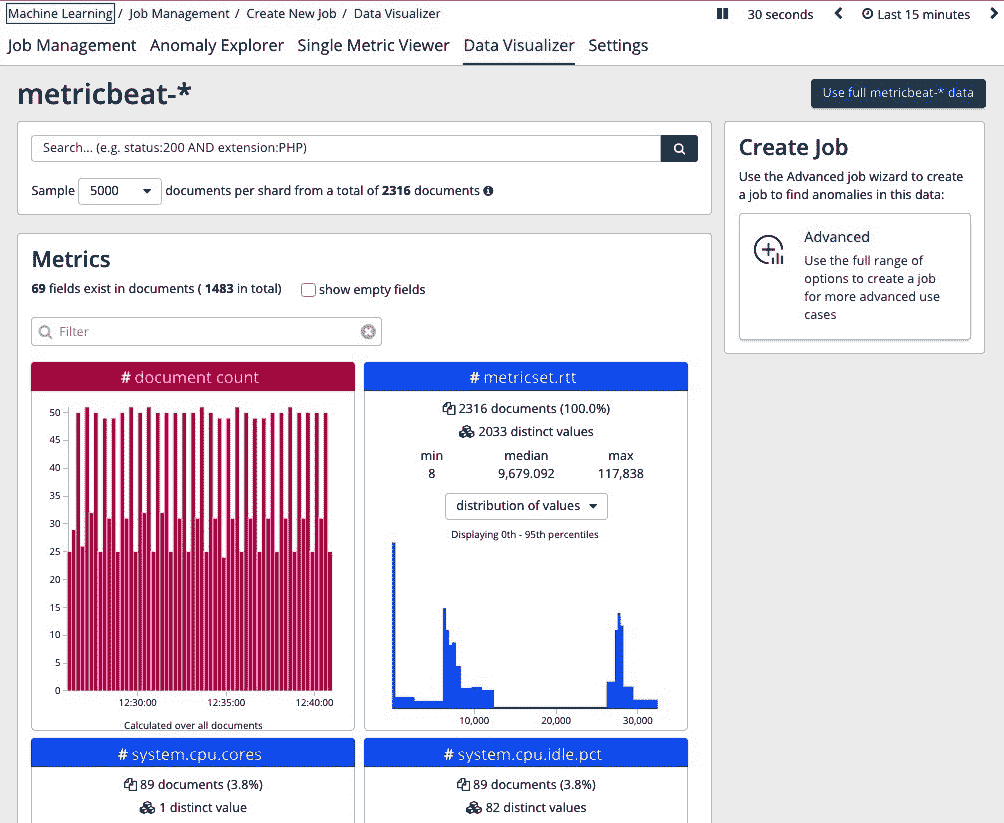 Machine Learning / Job Management / Create New Job / Data Visualizer
30 seconds
Last 15 minutes
Job Management Anomaly Explorer Single Metric Viewer Data Visualizer Settings
metricbeat-*
Use full metricbeat-* data
Search... (e.g. status:200 AND extension:PHP)
Sample 5000 documents per shard from a total of 2316 documents
Create Job
Use the Advanced job wizard to create
a job to find anomalies in this data:
Advanced
Use the full range of
options to create a job
for more advanced use
cases
Metrics
69 fields exist in documents ( 1483 in total)
show empty fields
Filter
# document count
50
45
40
35
30
25
20
15
10
5
0
12:30:00 12:35:00 12:40:00
Calculated over all documents
# metricset.rtt
2316 documents (100.0%)
2033 distinct values
min median max
8 9,679.092 117,838
distribution of values
Displaying 0th - 95th percentiles
10,000 20,000 30,000
# system.cpu.cores
89 documents (3.8%)
1 distinct value
# system.cpu.idle.pct
89 documents (3.8%)
82 distinct values